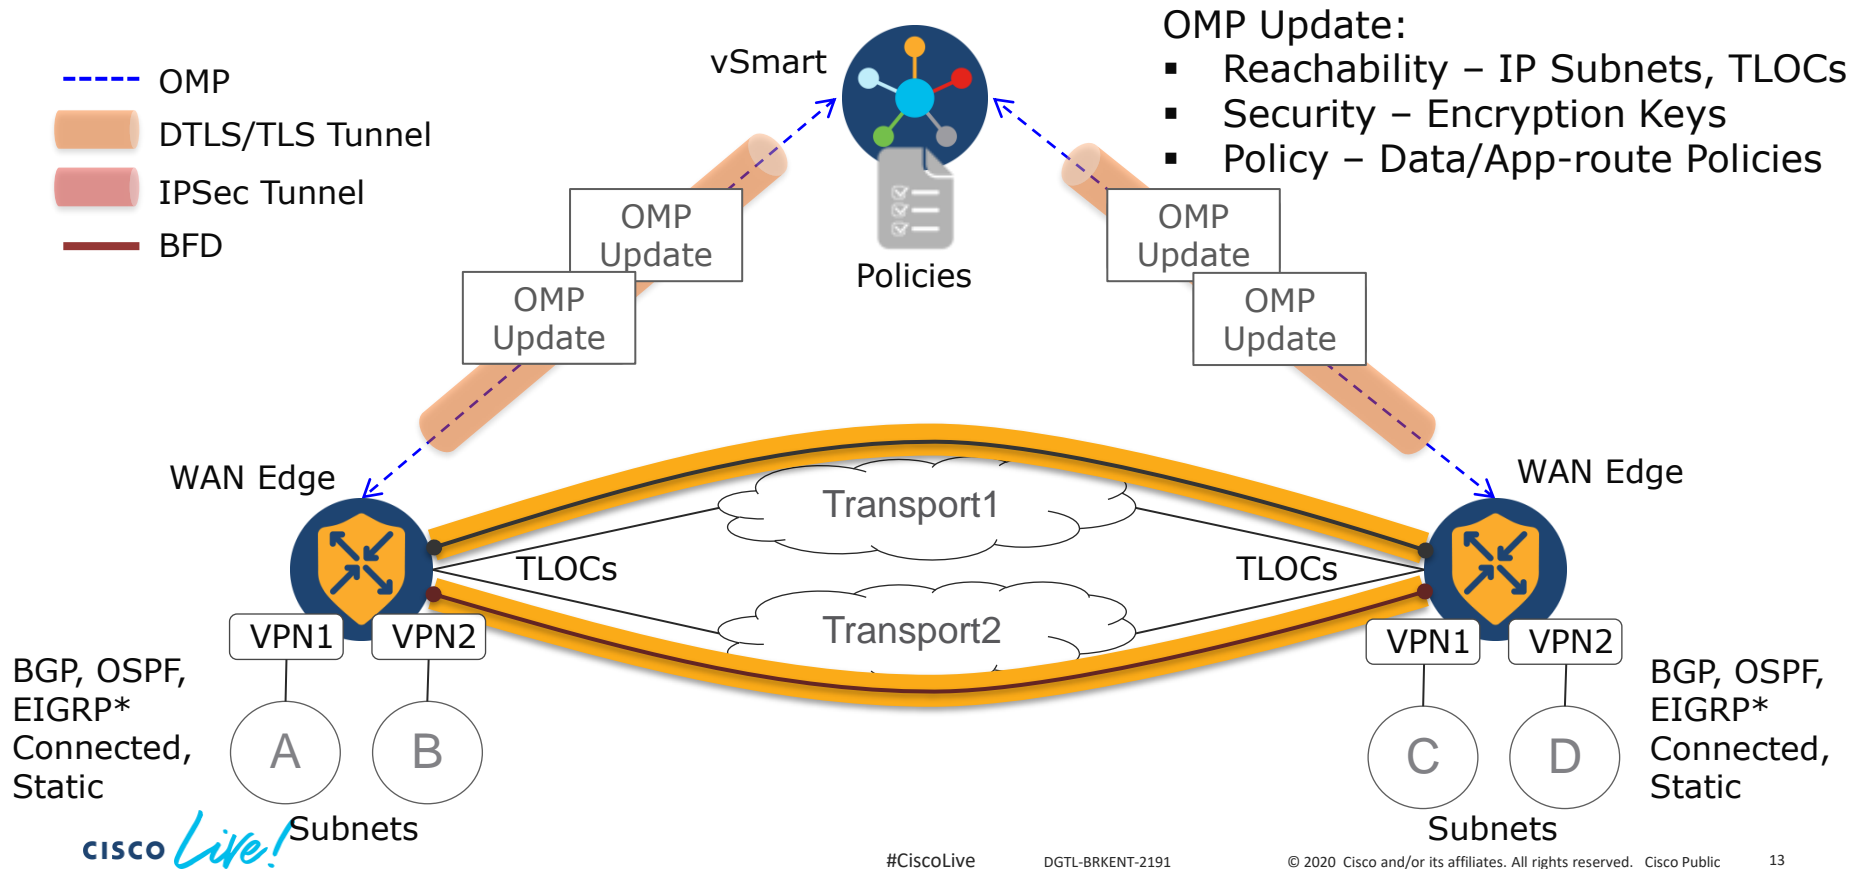 OMP
DTLS/TLS Tunnel
IPSec Tunnel
BFD
vSmart
Policies
OMP Update:
▪ Reachability – IP Subnets, TLOCs
▪ Security – Encryption Keys
▪ Policy – Data/App-route Policies
OMP
Update
OMP
Update
OMP
Update
OMP
Update
WAN Edge
WAN Edge
Transport1
TLOCs
TLOCs
Transport2
VPN1
VPN2
VPN1
VPN2
BGP, OSPF,
EIGRP*
Connected,
Static
A
B
C
D
BGP, OSPF,
EIGRP*
Connected,
Static
Subnets
Subnets
CISCO Live!
#CiscoLive
DGTL-BRKENT-2191
© 2020 Cisco and/or its affiliates. All rights reserved. Cisco Public
13